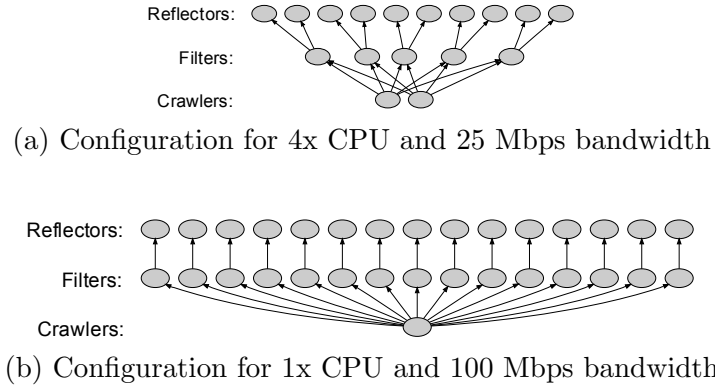 Reflectors:
Filters:
Crawlers:
(a) Configuration for 4x CPU and 25 Mbps bandwidth
Reflectors:
Filters:
Crawlers:
(b) Configuration for 1x CPU and 100 Mbps bandwidth